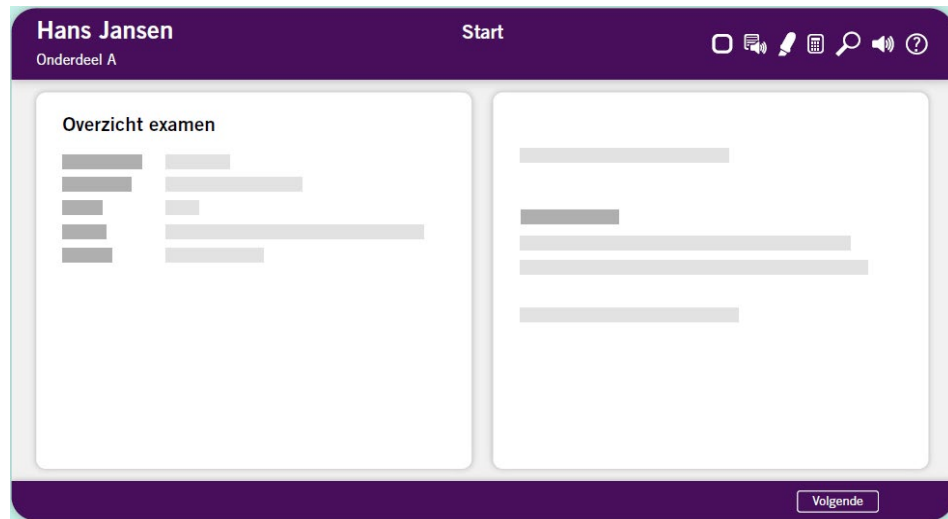 Hans Jansen
Onderdeel A
Start
Overzicht examen
Volgende